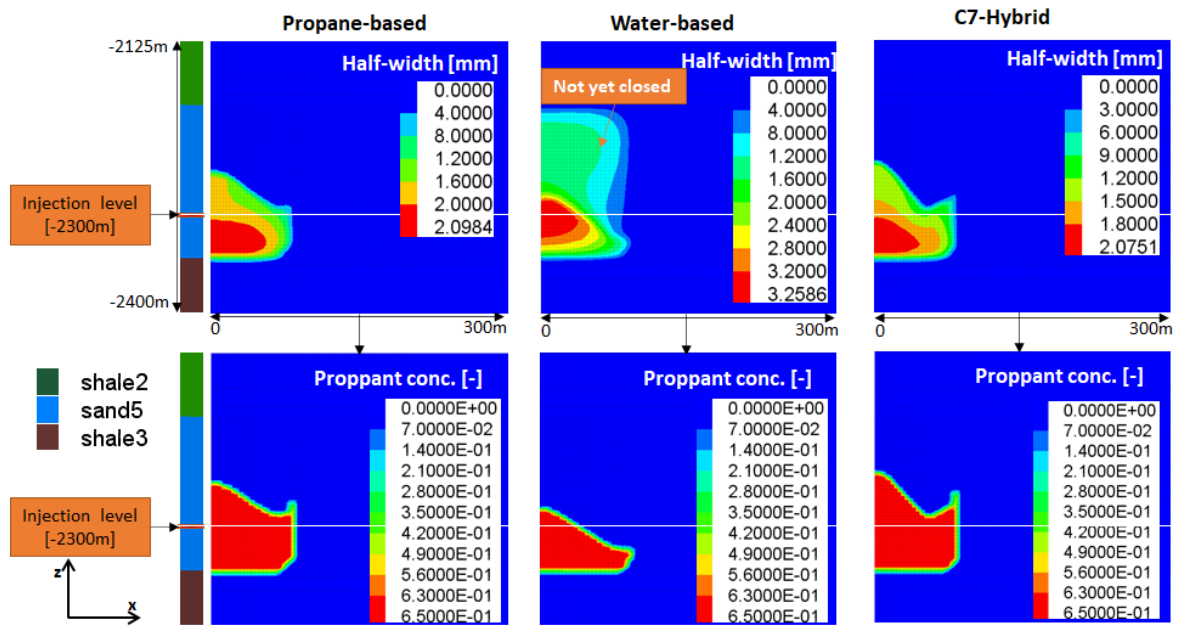 Propane-based
Water-based
C7-Hybrid
-2125m
Half-width [mm]
0.0000
4.0000
8.0000
1.2000
1.6000
2.0000
2.0984
Half-width [mm]
Not yet closed
0.0000
4.0000
8.0000
1.2000
2.0000
2.4000
2.8000
3.2000
3.2586
Half-width [mm]
0.0000
3.0000
6.0000
9.0000
1.2000
1.5000
1.8000
2.0751
Injection level
[-2300m]
-2400m
0
300m
0
300m
0
300m
shale2
sand5
shale3
Proppant conc. [-]
0.0000E+00
7.0000E-02
1.4000E-01
2.1000E-01
2.8000E-01
3.5000E-01
4.2000E-01
4.9000E-01
5.6000E-01
6.3000E-01
6.5000E-01
Proppant conc. [-]
0.0000E+00
7.0000E-02
1.4000E-01
2.1000E-01
2.8000E-01
3.5000E-01
4.2000E-01
4.9000E-01
5.6000E-01
6.3000E-01
6.5000E-01
Proppant conc. [-]
0.0000E+00
7.0000E-02
1.4000E-01
2.1000E-01
2.8000E-01
3.5000E-01
4.2000E-01
4.9000E-01
5.6000E-01
6.3000E-01
6.5000E-01
Injection level
[-2300m]
z
x